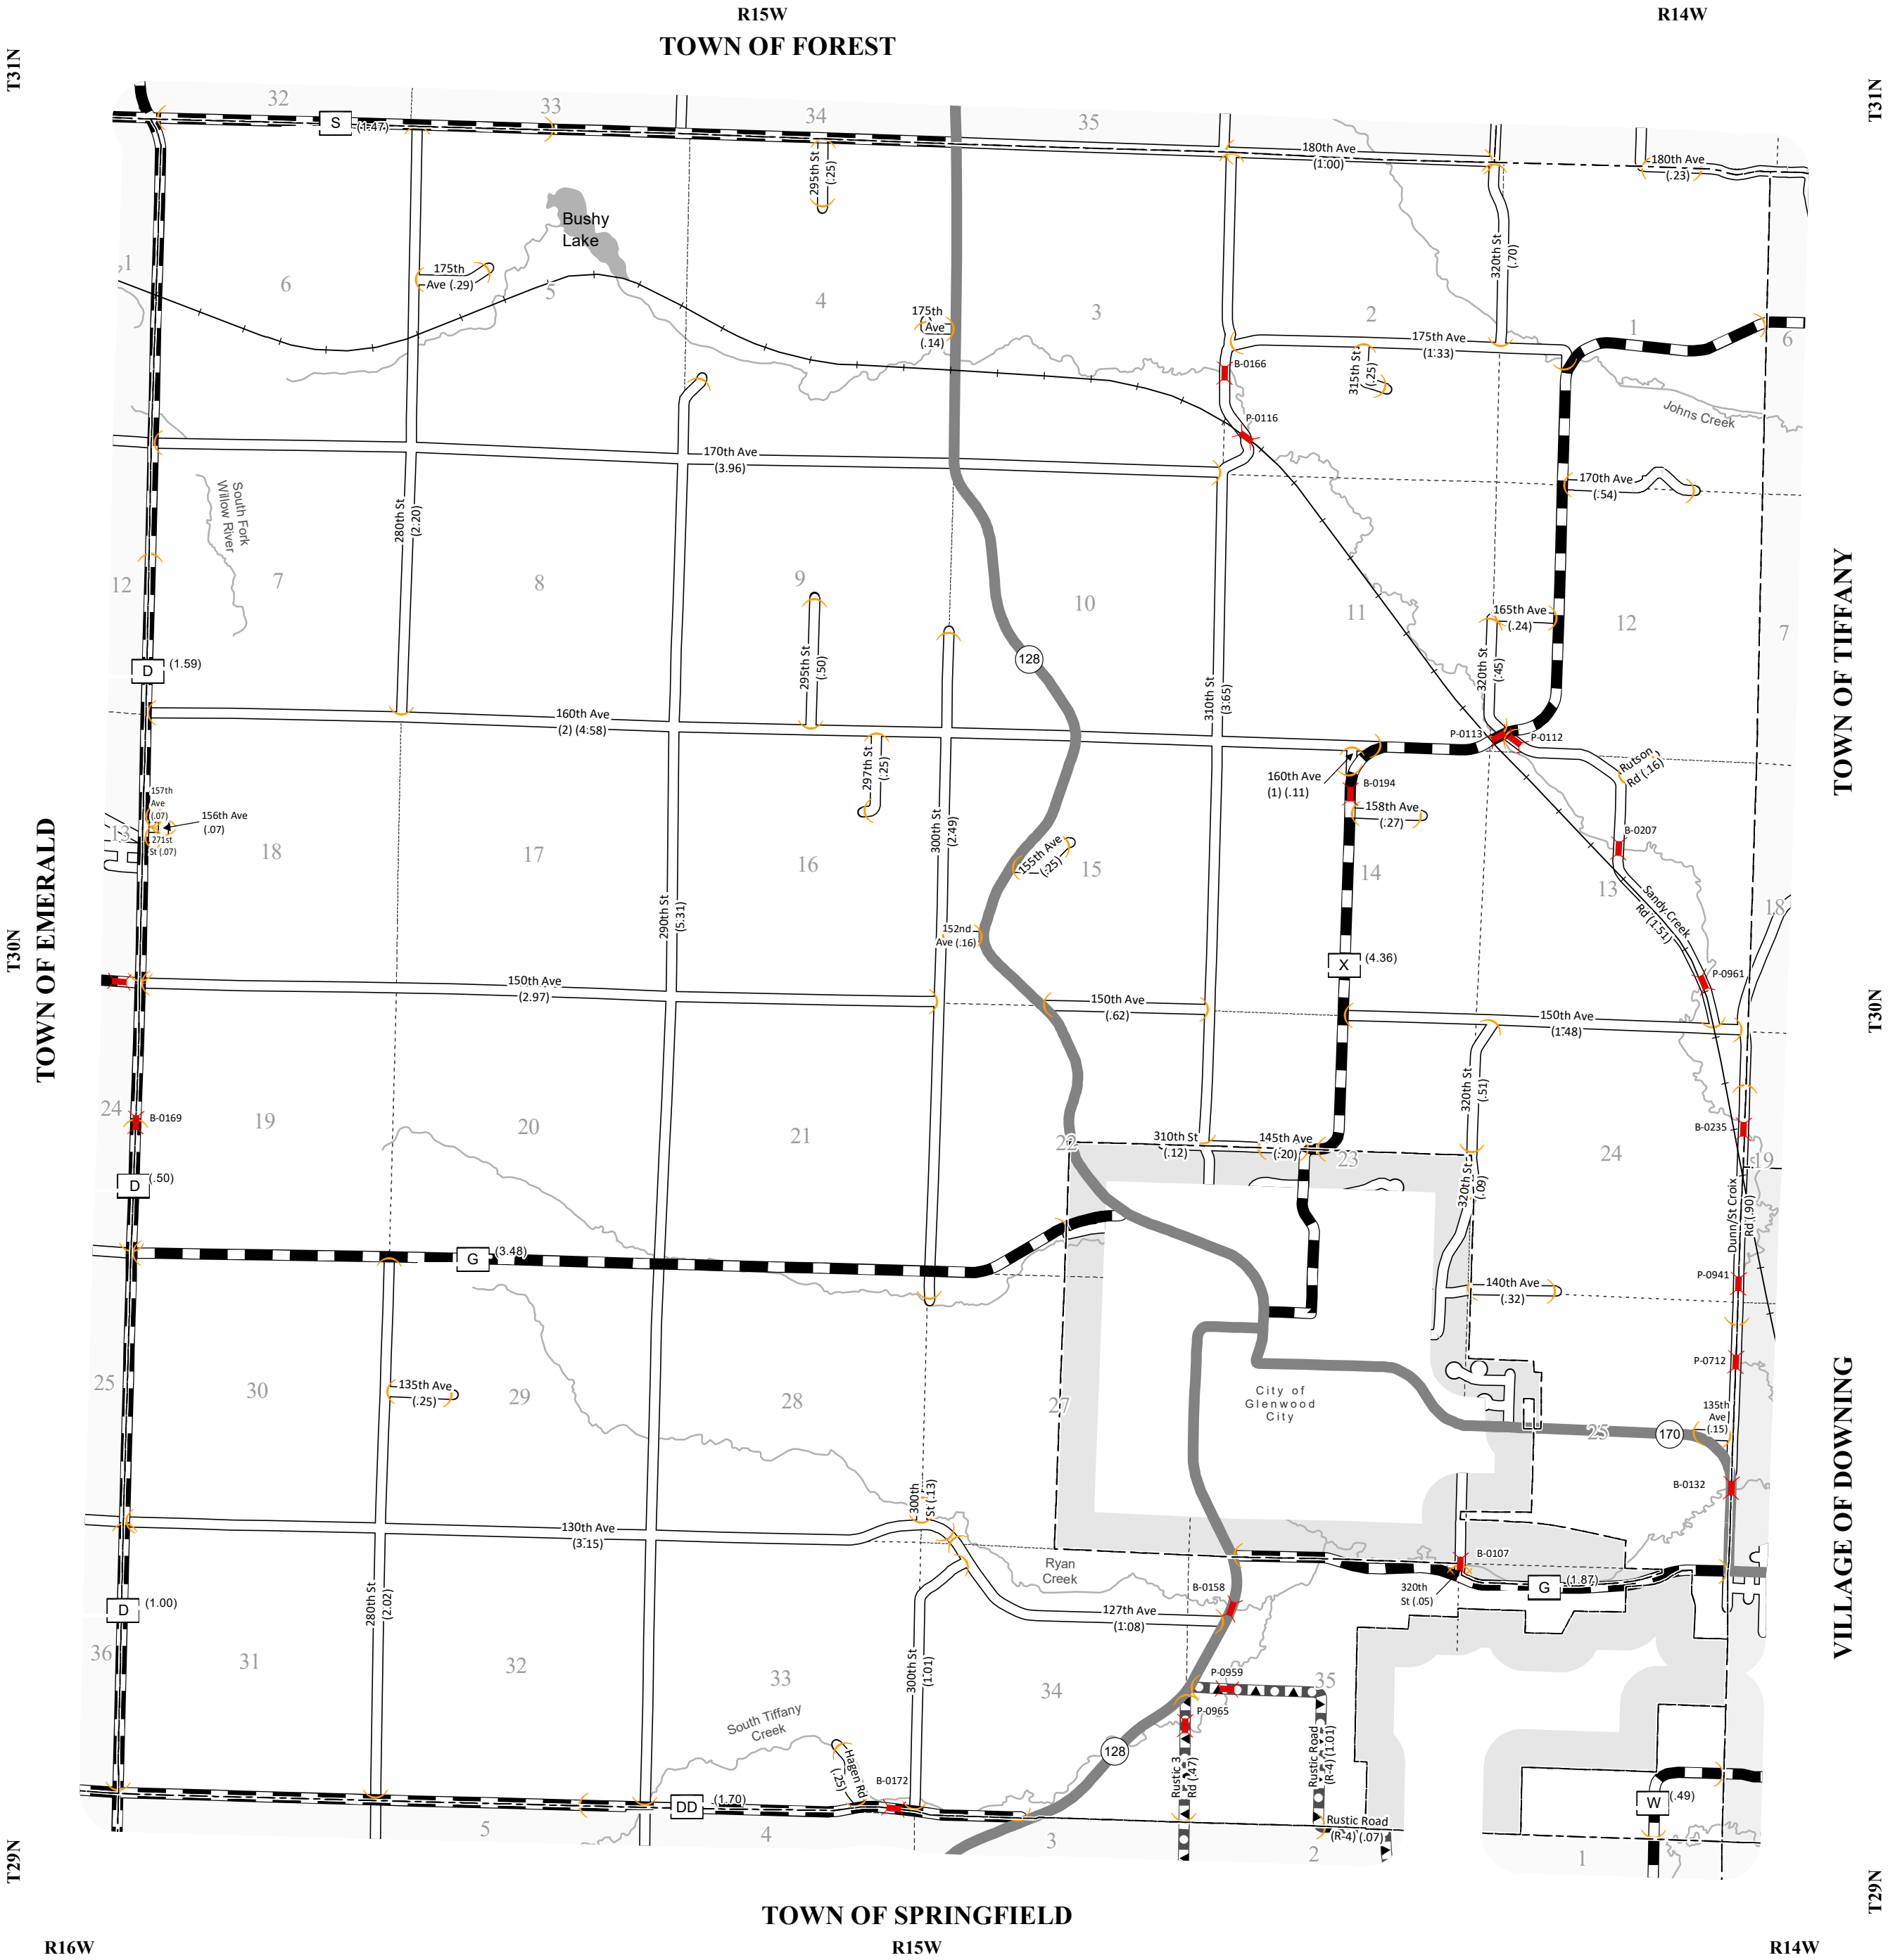 R15W
R14W
TOWN OF FOREST
T31N
T31N
32
33
34
35
S
(1.47)
180th Ave
(1.00)
180th Ave
(.23)
295th St
(.25)
Bushy
Lake
320th St
(.70)
1
6
175th
Ave (.29)
5
4
3
2
1
6
175th
Ave
(.14)
175th Ave
(1.33)
315th St
(.25)
B-0166
P-0116
Johns Creek
170th Ave
(3.96)
170th Ave
(.54)
South Fork
Willow River
280th St
(2.20)
12
7
8
9
10
11
12
7
295th St
(.50)
165th Ave
(.24)
320th St
(.45)
128
D
(1.59)
310th St
(3.65)
TOWN OF TIFFANY
160th Ave
(2) (4.58)
P-0113
P-0112
Rutson
Rd (.16)
297th St
(.25)
160th Ave
(1) (.11)
B-0194
158th Ave
(.27)
157th
Ave
(.07)
156th Ave
(.07)
271st
St (.07)
13
18
17
16
15
14
13
18
300th St
(2.49)
155th Ave
(.25)
B-0207
Sandy Creek
Rd (1.51)
290th St
(5.31)
152nd
Ave (.16)
TOWN OF EMERALD
T30N
X
(4.36)
P-0961
150th Ave
(2.97)
150th Ave
(.62)
150th Ave
(1.48)
T30N
320th St
(.51)
24
19
20
21
22
23
24
19
B-0169
B-0235
310th St
(.12)
145th Ave
(.20)
D
(.50)
320th St
(.09)
Dunn/St Croix
Rd (.90)
G
(3.48)
P-0941
140th Ave
(.32)
P-0712
25
30
29
28
27
25
135th Ave
(.25)
City of
Glenwood
City
135th
Ave
(.15)
170
VILLAGE OF DOWNING
B-0132
300th
St (.13)
130th Ave
(3.15)
Ryan
Creek
B-0107
B-0158
320th
St (.05)
G
(1.87)
280th St
(2.02)
D
(1.00)
127th Ave
(1.08)
36
31
32
33
34
35
300th St
(1.01)
P-0959
P-0965
South Tiffany
Creek
Hagen Rd
(.25)
128
Rustic 3
Rd (.47)
Rustic Road
(R-4) (1.01)
B-0172
DD
(1.70)
W
(.49)
Rustic Road
(R-4) (.07)
5
4
3
2
1
T29N
T29N
TOWN OF SPRINGFIELD
R16W
R15W
R14W